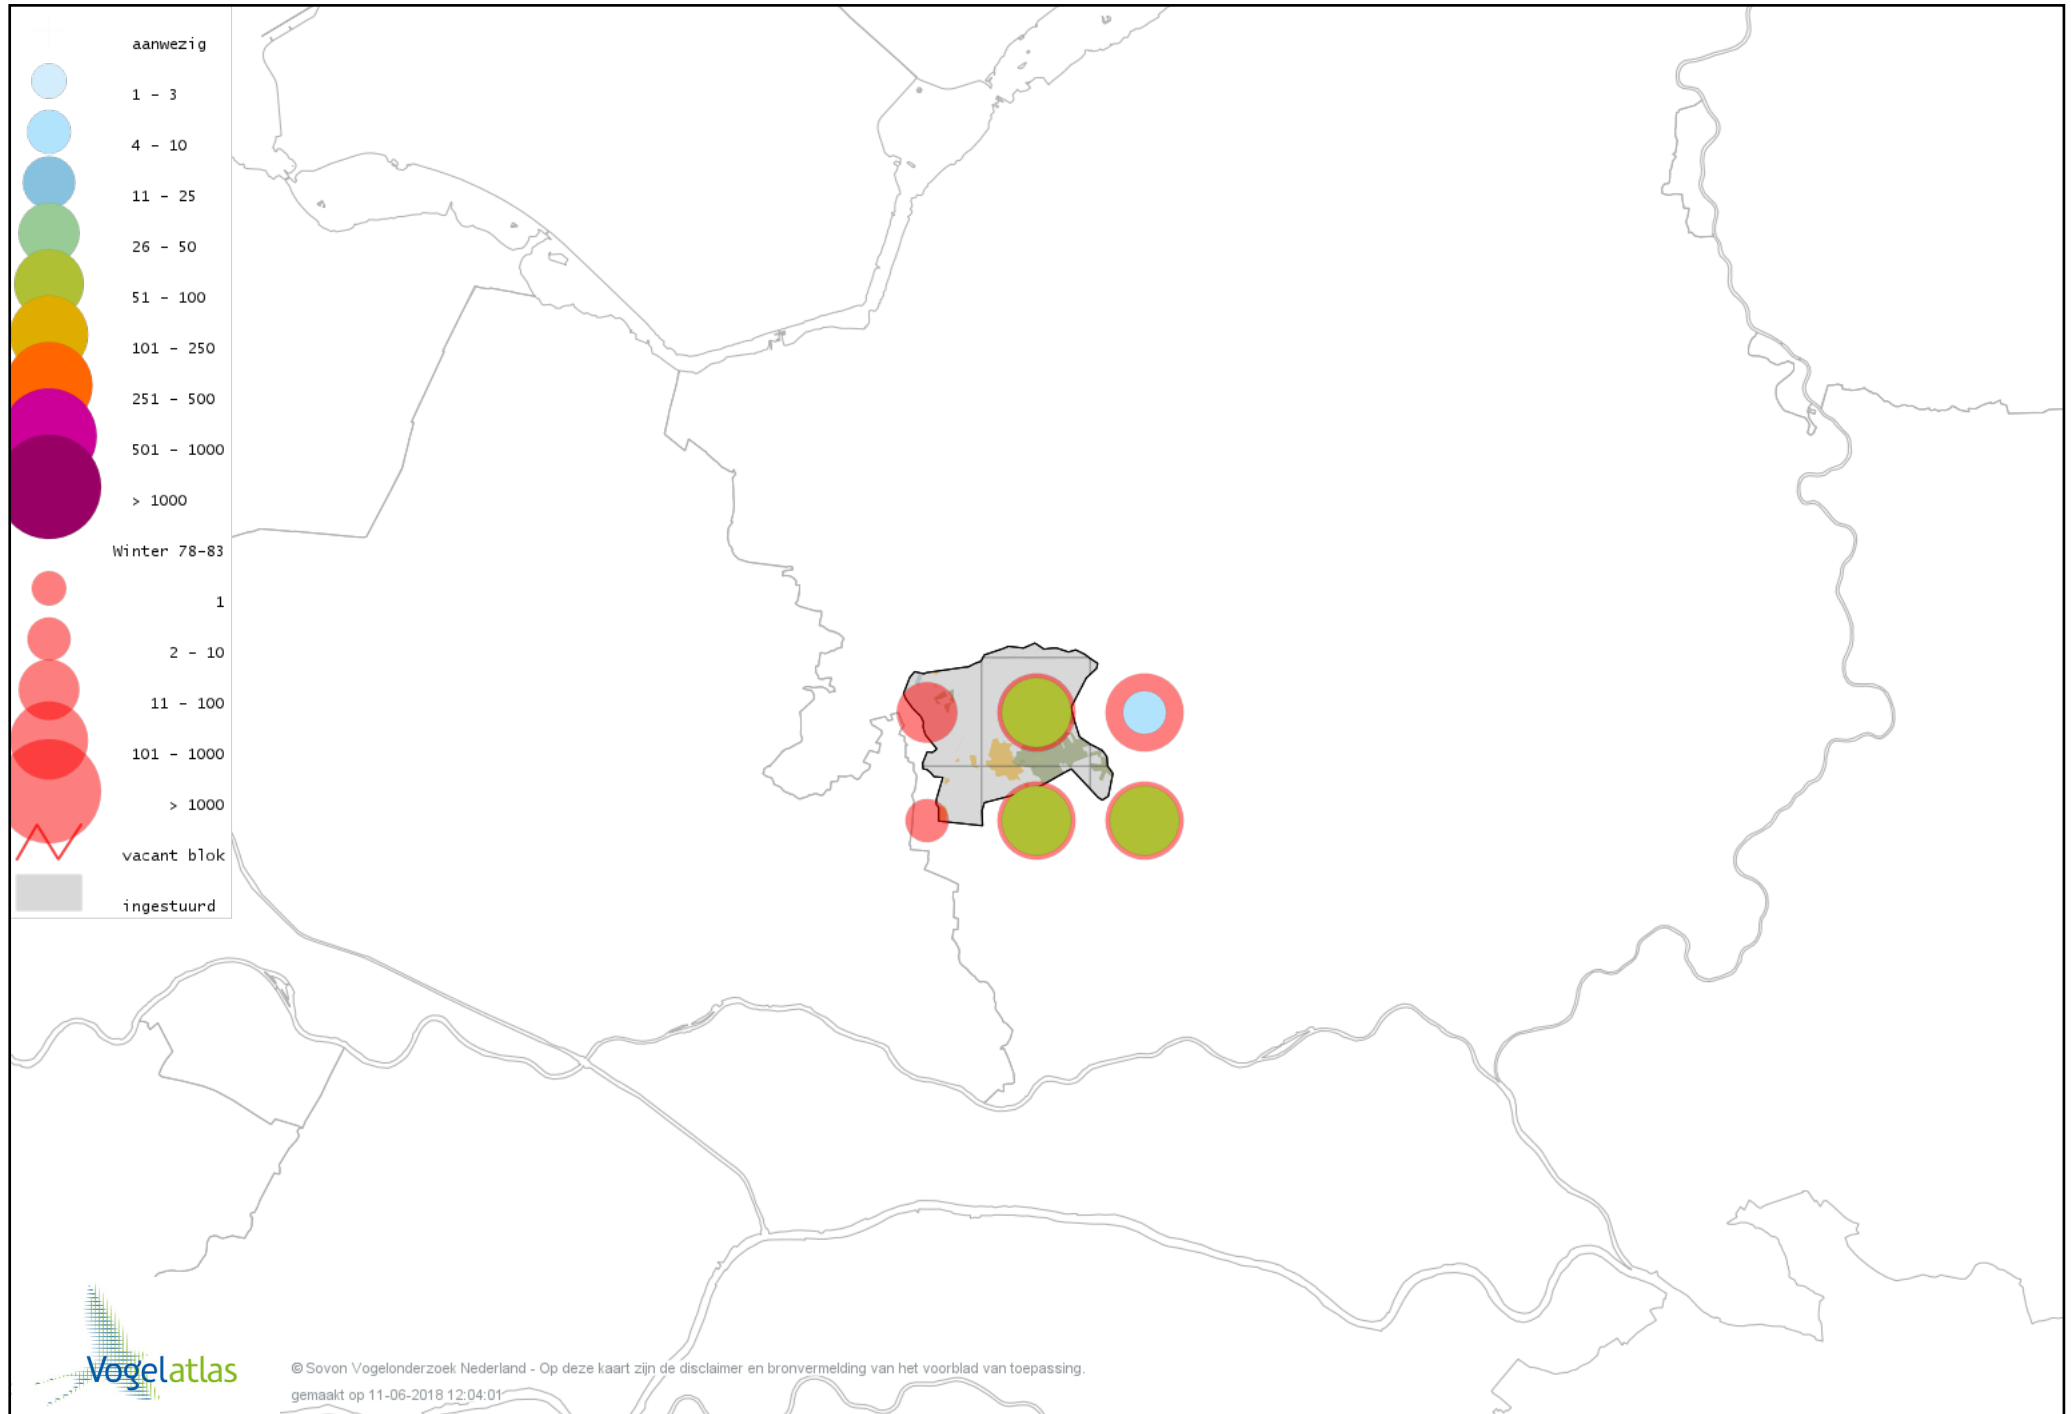 aanwezig
1 - 3
4 - 10
11 - 25
26 - 50
51 - 100
101 - 250
251 - 500
501 - 1000
> 1000
Winter 78-83
1
2 - 10
11 - 100
101 - 1000
> 1000
vacant blok
ingestuurd
Vogelatlas
© Sovon Vogelonderzoek Nederland - Op deze kaart zijn de disclaimer en bronvermelding van het voorblad van toepassing.
gemaakt op 11-06-2018 12:04:01